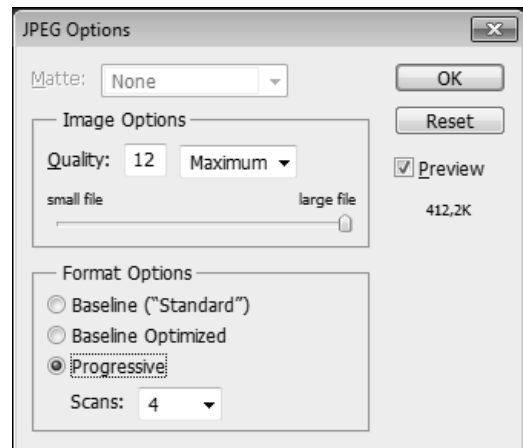 JPEG Options
Matte: None
OK
Image Options
Reset
Quality: 12 Maximum
Preview
small file large file
412,2K
Format Options
Baseline ("Standard")
Baseline Optimized
Progressive
Scans: 4